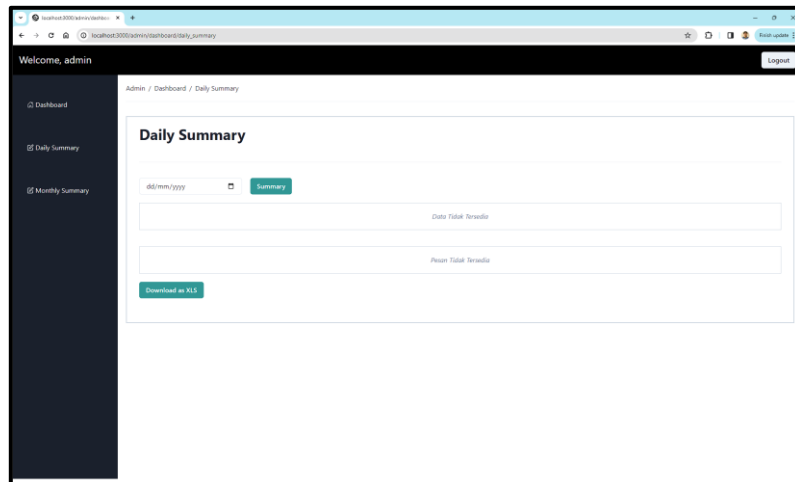 localhost:3000/admin/dashboa
localhost:3000/admin/dashboard/daily_summary
Finish update
Welcome, admin
Logout
Admin / Dashboard / Daily Summary
Dashboard
Daily Summary
Daily Summary
Monthly Summary
dd/mm/yyyy
Summary
Data Tidak Tersedia
Pesan Tidak Tersedia
Download as XLS